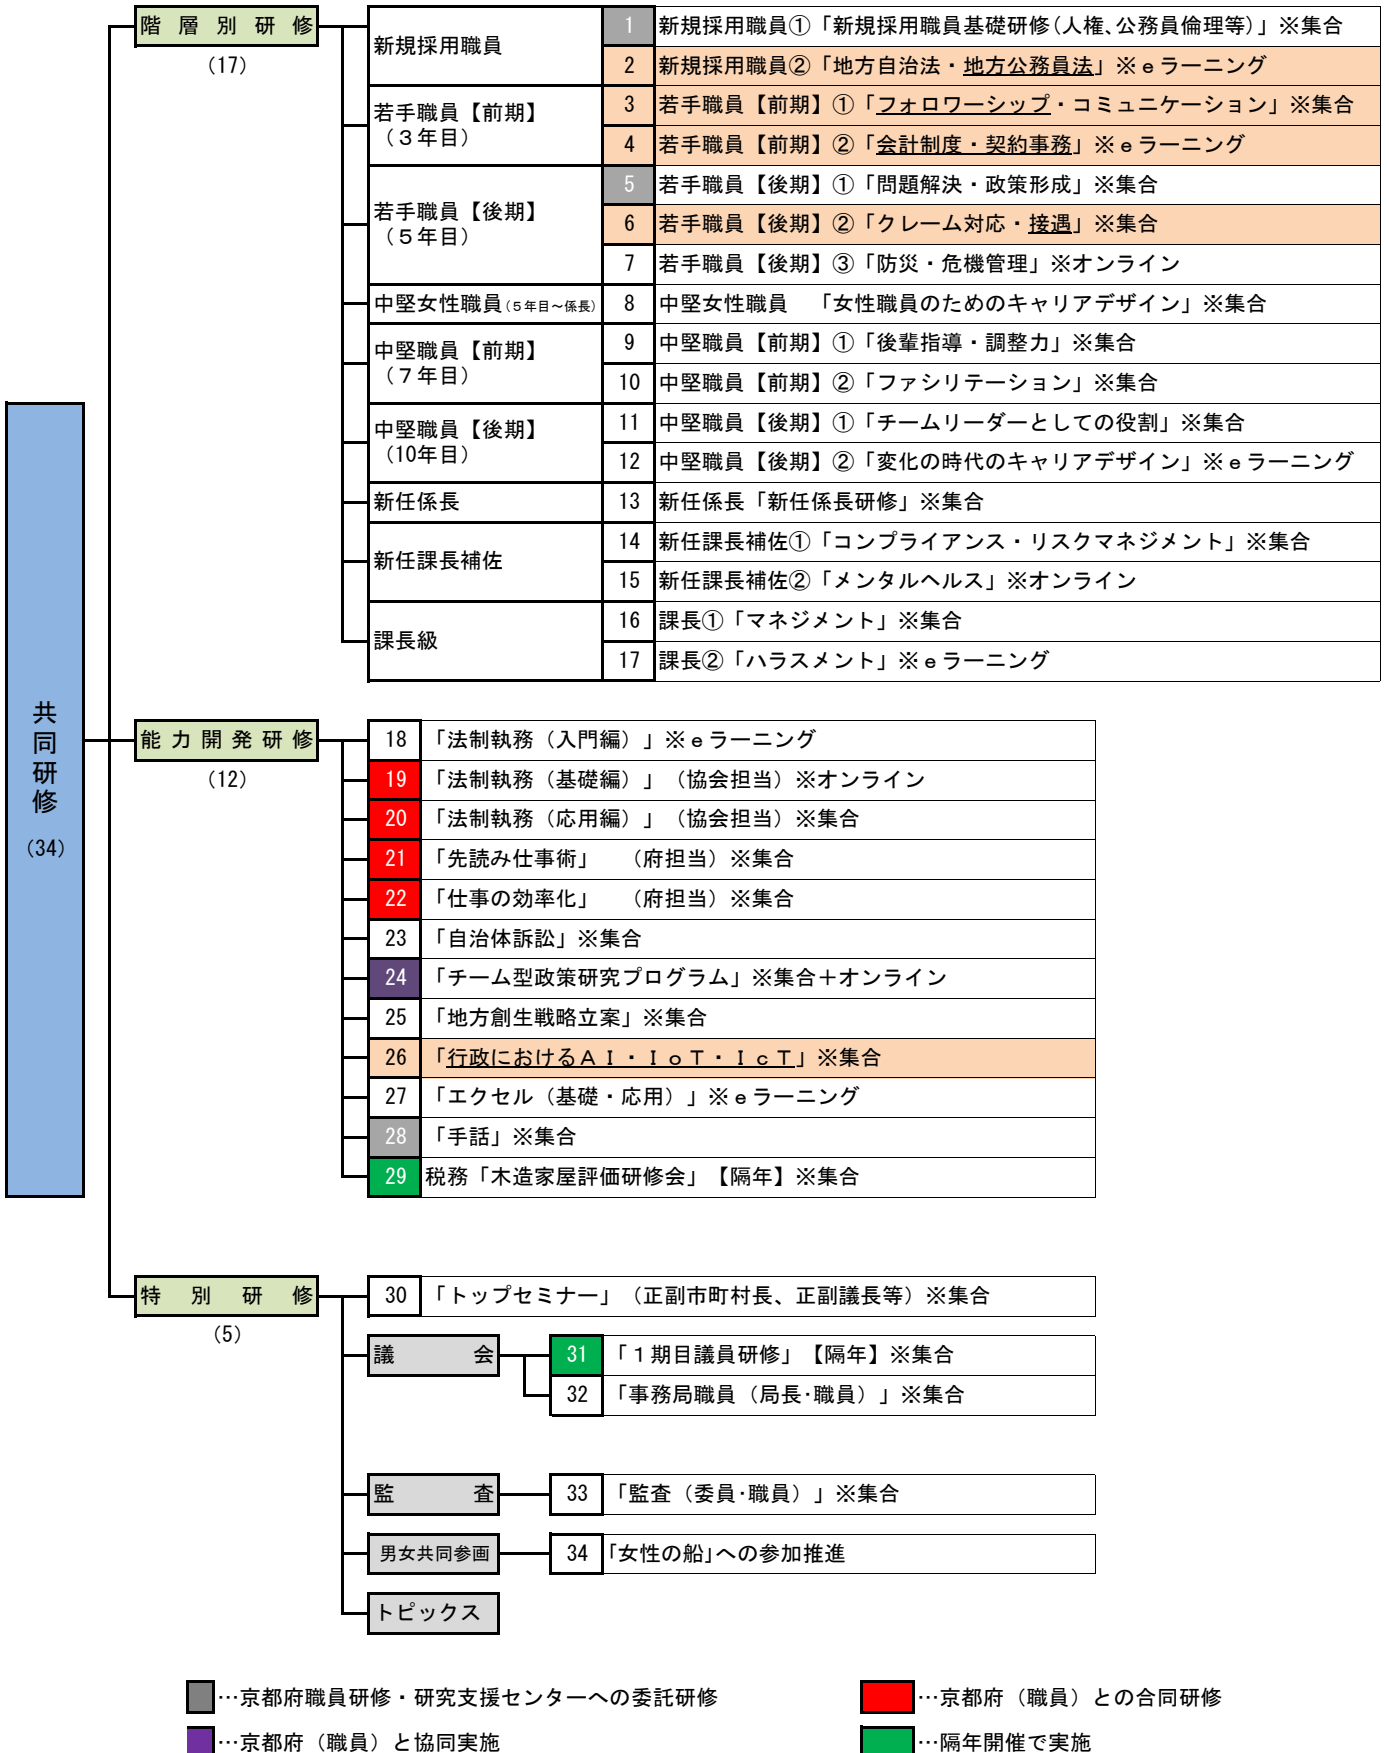 階層別研修
（17）
新規採用職員
1 新規採用職員①「新規採用職員基礎研修（人権、公務員倫理等）」※集合
2 新規採用職員②「地方自治法・地方公務員法」※ｅラーニング
若手職員【前期】
（３年目）
3 若手職員【前期】①「フォロワーシップ・コミュニケーション」※集合
4 若手職員【前期】②「会計制度・契約事務」※ｅラーニング
若手職員【後期】
（５年目）
5 若手職員【後期】①「問題解決・政策形成」※集合
6 若手職員【後期】②「クレーム対応・接遇」※集合
7 若手職員【後期】③「防災・危機管理」※オンライン
中堅女性職員（５年目～係長）
8 中堅女性職員　「女性職員のためのキャリアデザイン」※集合
中堅職員【前期】
（７年目）
9 中堅職員【前期】①「後輩指導・調整力」※集合
10 中堅職員【前期】②「ファシリテーション」※集合
中堅職員【後期】
（10年目）
11 中堅職員【後期】①「チームリーダーとしての役割」※集合
12 中堅職員【後期】②「変化の時代のキャリアデザイン」※ｅラーニング
新任係長
13 新任係長「新任係長研修」※集合
新任課長補佐
14 新任課長補佐①「コンプライアンス・リスクマネジメント」※集合
15 新任課長補佐②「メンタルヘルス」※オンライン
課長級
16 課長①「マネジメント」※集合
17 課長②「ハラスメント」※ｅラーニング
共同研修
（34）
能力開発研修
（12）
18 「法制執務（入門編）」※ｅラーニング
19 「法制執務（基礎編）」（協会担当）※オンライン
20 「法制執務（応用編）」（協会担当）※集合
21 「先読み仕事術」　（府担当）※集合
22 「仕事の効率化」　（府担当）※集合
23 「自治体訴訟」※集合
24 「チーム型政策研究プログラム」※集合＋オンライン
25 「地方創生戦略立案」※集合
26 「行政におけるＡＩ・ＩｏＴ・ＩｃＴ」※集合
27 「エクセル（基礎・応用）」※ｅラーニング
28 「手話」※集合
29 税務「木造家屋評価研修会」【隔年】※集合
特別研修
（5）
30 「トップセミナー」（正副市町村長、正副議長等）※集合
議会
31 「１期目議員研修」【隔年】※集合
32 「事務局職員（局長・職員）」※集合
監査
33 「監査（委員・職員）」※集合
男女共同参画
34 「女性の船」への参加推進
トピックス
…京都府職員研修・研究支援センターへの委託研修
…京都府（職員）との合同研修
…京都府（職員）と協同実施
…隔年開催で実施